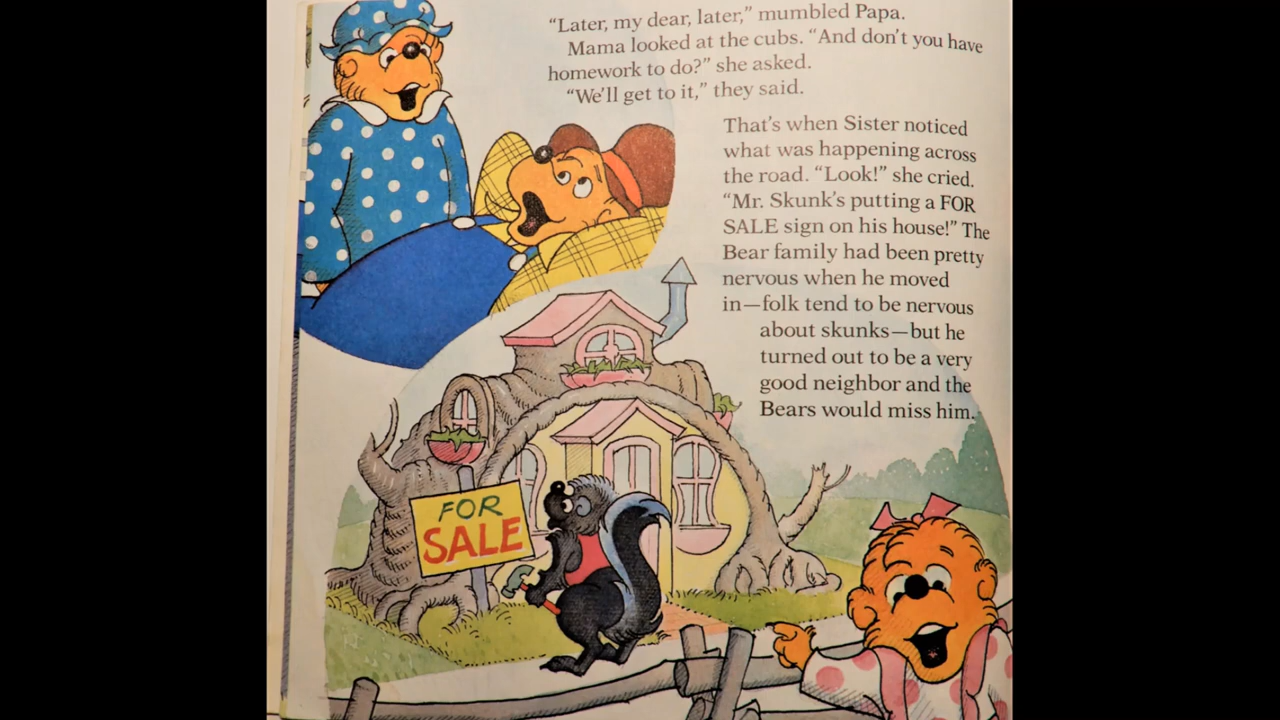 “Later, my dear, later,” mumbled Papa.
Mama looked at the cubs. “And don’t you have
homework to do?” she asked.
“We’ll get to it,” they said.
That’s when Sister noticed
what was happening across
the road. “Look!” she cried.
“Mr. Skunk’s putting a FOR
SALE sign on his house!” The
Bear family had been pretty
nervous when he moved
in—folk tend to be nervous
about skunks—but he
turned out to be a very
good neighbor and the
Bears would miss him.
FOR
SALE